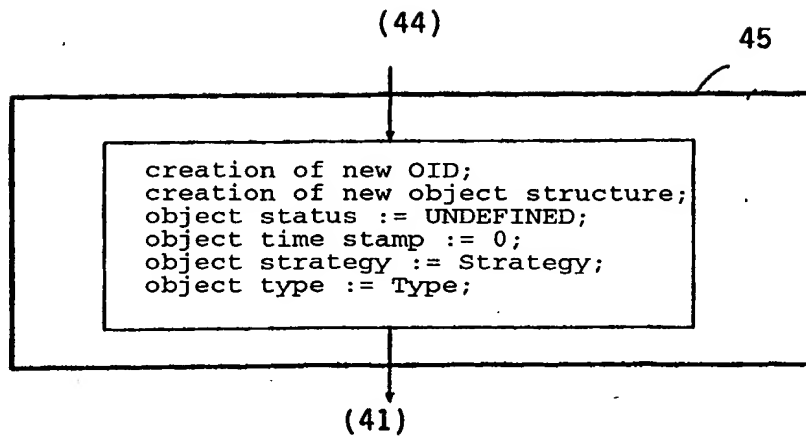 (44)
45
creation of new OID;
creation of new object structure;
object status := UNDEFINED;
object time stamp := 0;
object strategy := Strategy;
object type := Type;
(41)